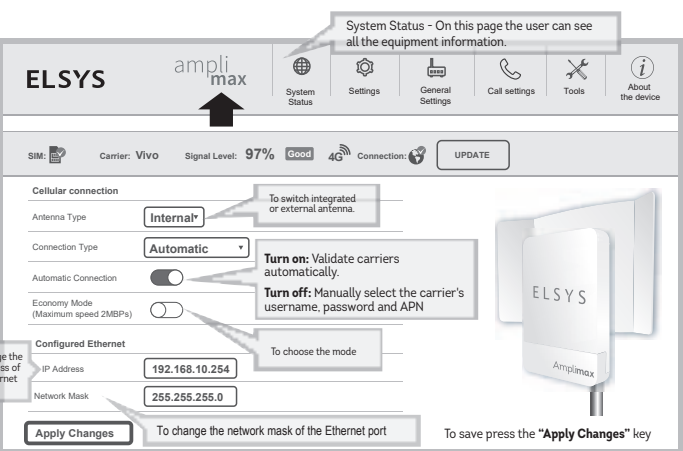 System Status - On this page the user can see
all the equipment information.
ELSYS
ampli
max
System
Status
Settings
General
Settings
Call settings
Tools
About
the device
SIM:
Carrier: Vivo
Signal Level: 97% Good
4G
Connection:
UPDATE
Cellular connection
Antenna Type
Internal
To switch integrated
or external antenna.
Connection Type
Automatic
Turn on: Validate carriers
automatically.
Turn off: Manually select the carrier's
username, password and APN
Automatic Connection
Economy Mode
(Maximum speed 2MBPs)
To choose the mode
Configured Ethernet
IP Address
192.168.10.254
Network Mask
255.255.255.0
To change the network mask of the Ethernet port
Apply Changes
ELSYS
Amplimax
To save press the “Apply Changes” key